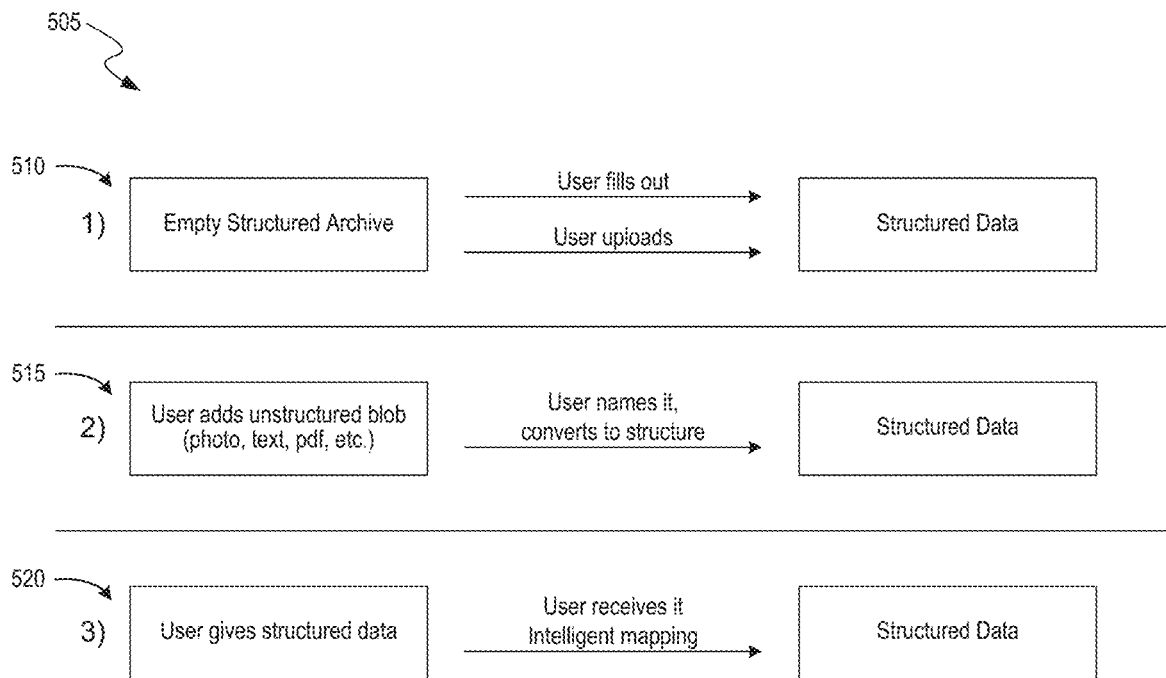 505
510
1)
Empty Structured Archive
User fills out
User uploads
Structured Data
515
2)
User adds unstructured blob
(photo, text, pdf, etc.)
User names it,
converts to structure
Structured Data
520
3)
User gives structured data
User receives it
Intelligent mapping
Structured Data